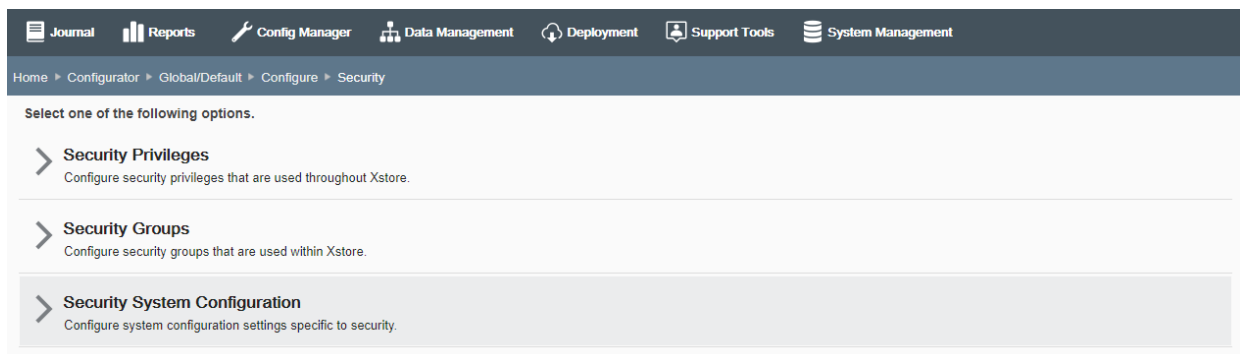 Journal Reports Config Manager Data Management Deployment Support Tools System Management
Home ▸ Configurator ▸ Global/Default ▸ Configure ▸ Security
Select one of the following options.
Security Privileges
Configure security privileges that are used throughout Xstore.
Security Groups
Configure security groups that are used within Xstore.
Security System Configuration
Configure system configuration settings specific to security.